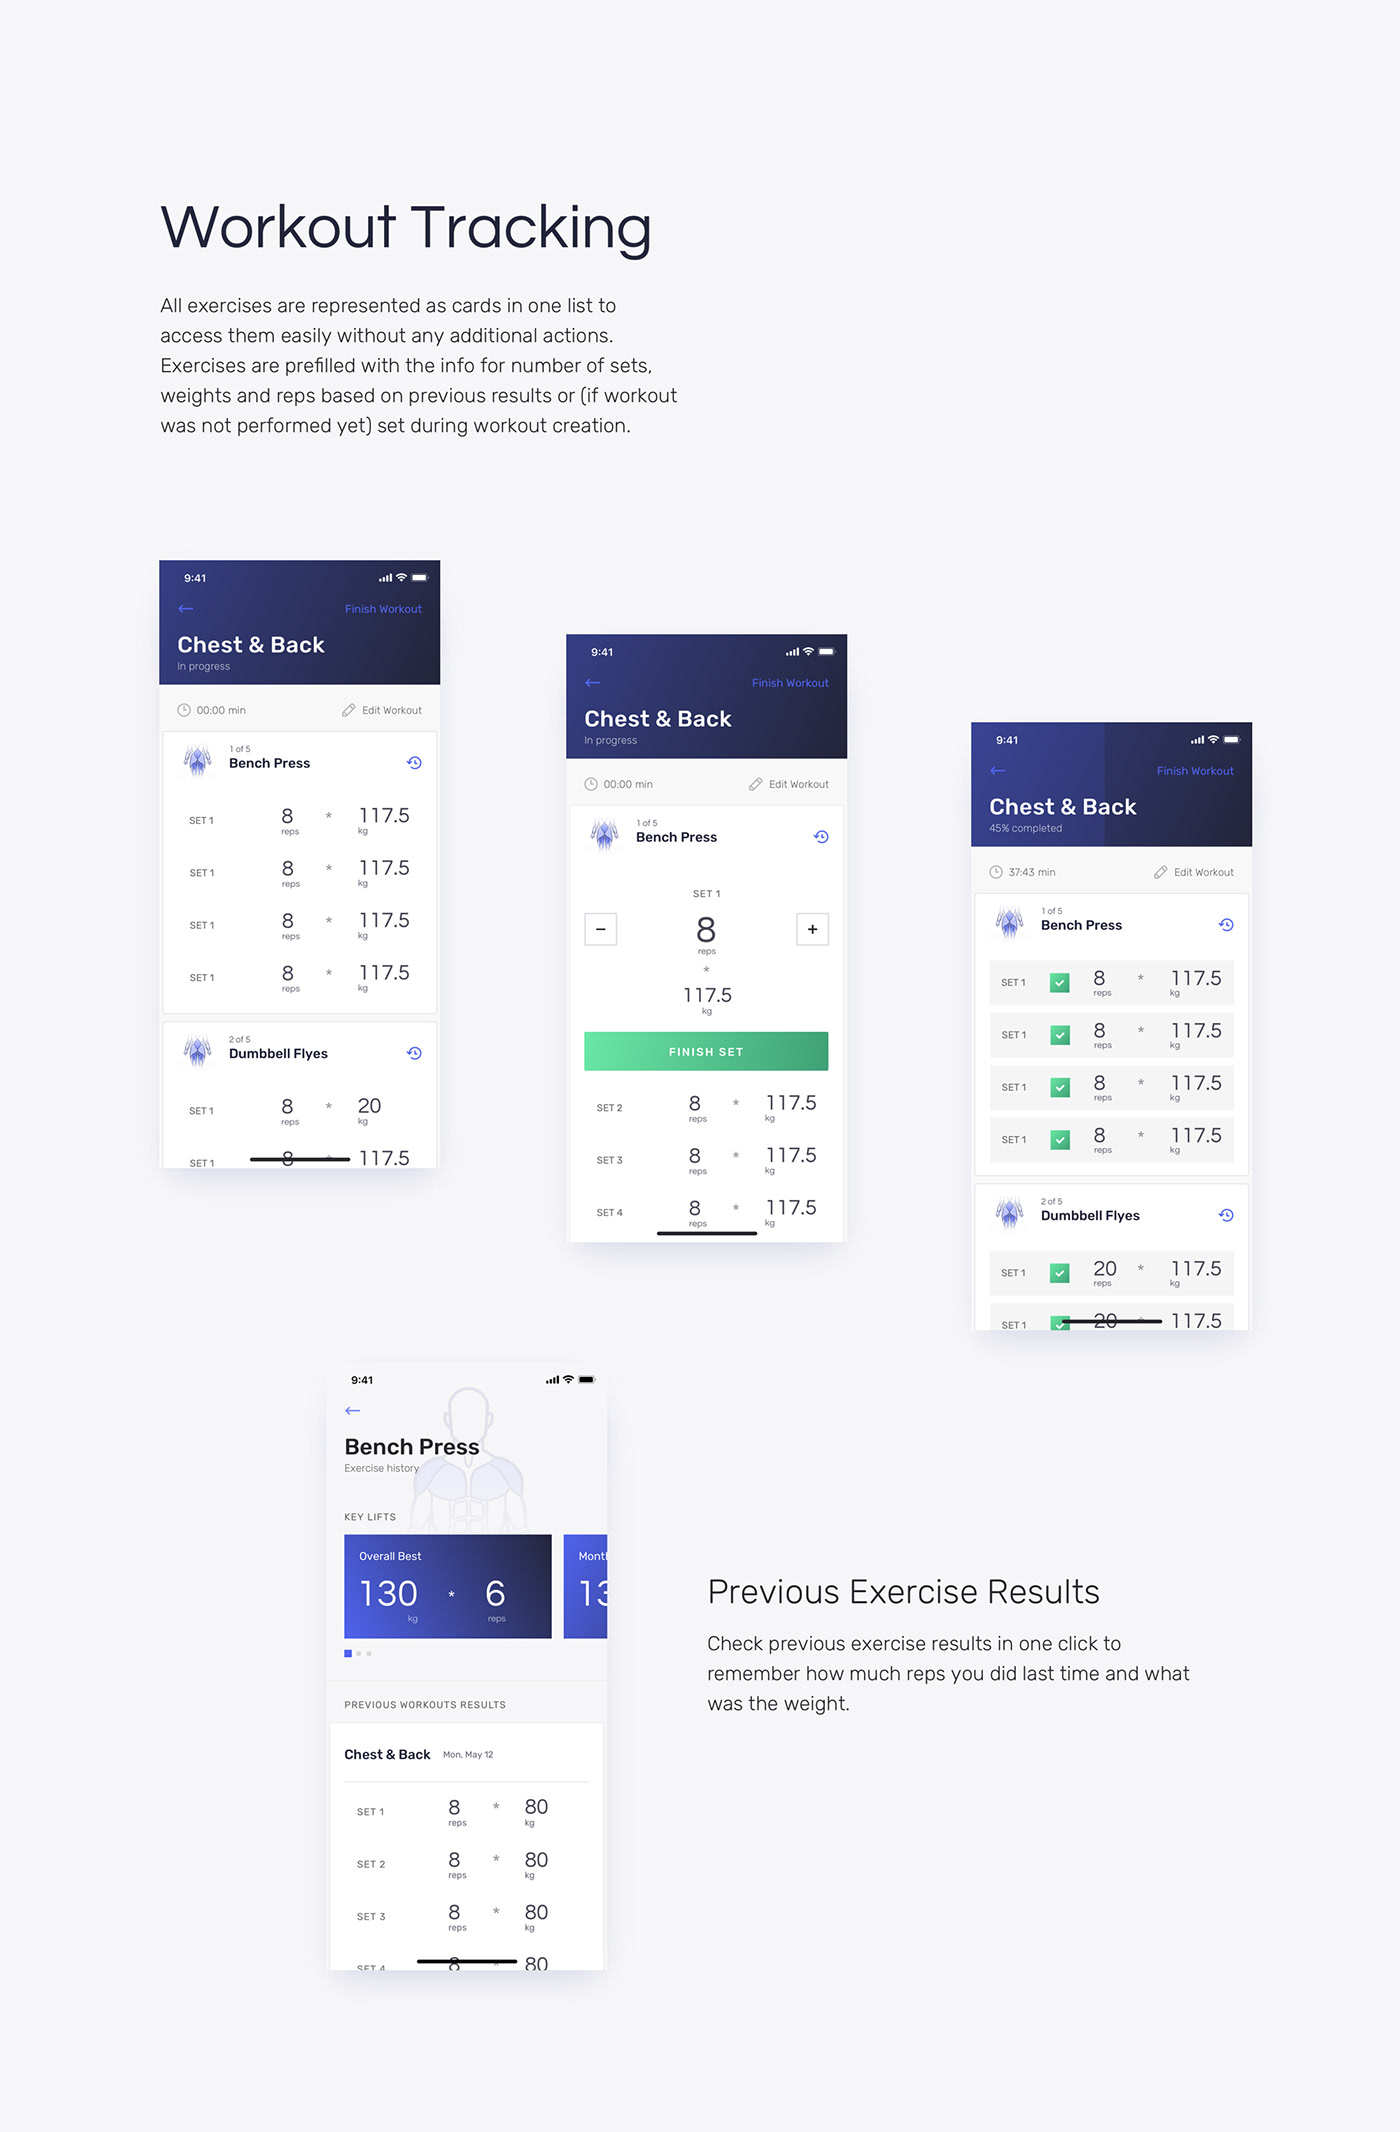 Workout Tracking
All exercises are represented as cards in one list to
access them easily without any additional actions.
Exercises are prefilled with the info for number of sets,
weights and reps based on previous results or (if workout
was not performed yet) set during workout creation.
9:41
Finish Workout
Chest & Back
In progress
00:00 min Edit Workout
1 of 5
Bench Press
SET 1 8 * 117.5
reps kg
SET 1 8 * 117.5
reps kg
SET 1 8 * 117.5
reps kg
SET 1 8 * 117.5
reps kg
2 of 5
Dumbbell Flyes
SET 1 8 * 20
reps kg
SET 1 8 * 117.5
9:41
Finish Workout
Chest & Back
In progress
00:00 min Edit Workout
1 of 5
Bench Press
SET 1
− 8 +
reps
*
117.5
kg
FINISH SET
SET 2 8 * 117.5
reps kg
SET 3 8 * 117.5
reps kg
SET 4 8 * 117.5
reps kg
9:41
Finish Workout
Chest & Back
45% completed
37:43 min Edit Workout
1 of 5
Bench Press
SET 1 8 * 117.5
reps kg
SET 1 8 * 117.5
reps kg
SET 1 8 * 117.5
reps kg
SET 1 8 * 117.5
reps kg
2 of 5
Dumbbell Flyes
SET 1 20 * 117.5
reps kg
SET 1 20 * 117.5
9:41
Bench Press
Exercise history
KEY LIFTS
Overall Best
130 * 6
kg reps
Mont
13
PREVIOUS WORKOUTS RESULTS
Chest & Back Mon, May 12
SET 1 8 * 80
reps kg
SET 2 8 * 80
reps kg
SET 3 8 * 80
reps kg
SET 4 8 * 80
Previous Exercise Results
Check previous exercise results in one click to
remember how much reps you did last time and what
was the weight.